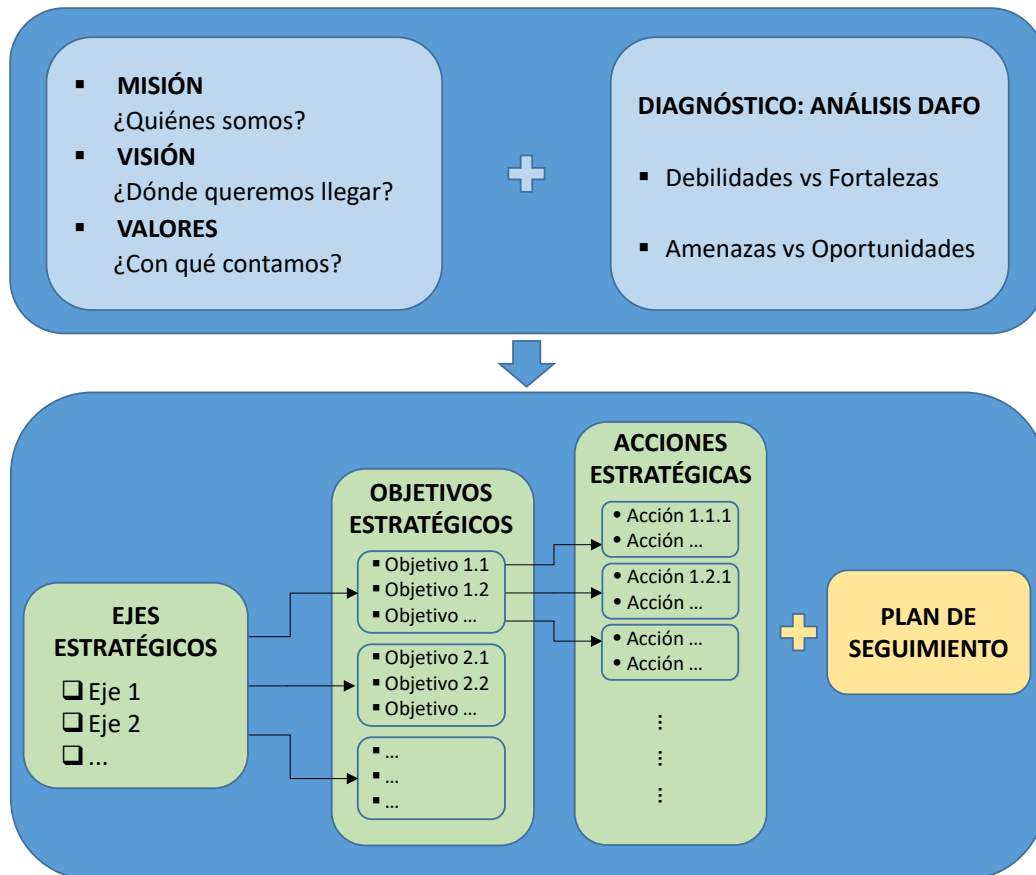 ▪ MISIÓN
¿Quiénes somos?
▪ VISIÓN
¿Dónde queremos llegar?
▪ VALORES
¿Con qué contamos?
DIAGNÓSTICO: ANÁLISIS DAFO
▪ Debilidades vs Fortalezas
▪ Amenazas vs Oportunidades
EJES
ESTRATÉGICOS
❑ Eje 1
❑ Eje 2
❑ ...
OBJETIVOS
ESTRATÉGICOS
▪ Objetivo 1.1
▪ Objetivo 1.2
▪ Objetivo ...
▪ Objetivo 2.1
▪ Objetivo 2.2
▪ Objetivo ...
▪ ...
▪ ...
▪ ...
ACCIONES
ESTRATÉGICAS
• Acción 1.1.1
• Acción ...
• Acción 1.2.1
• Acción ...
• Acción ...
• Acción ...
...
...
...
PLAN DE
SEGUIMIENTO